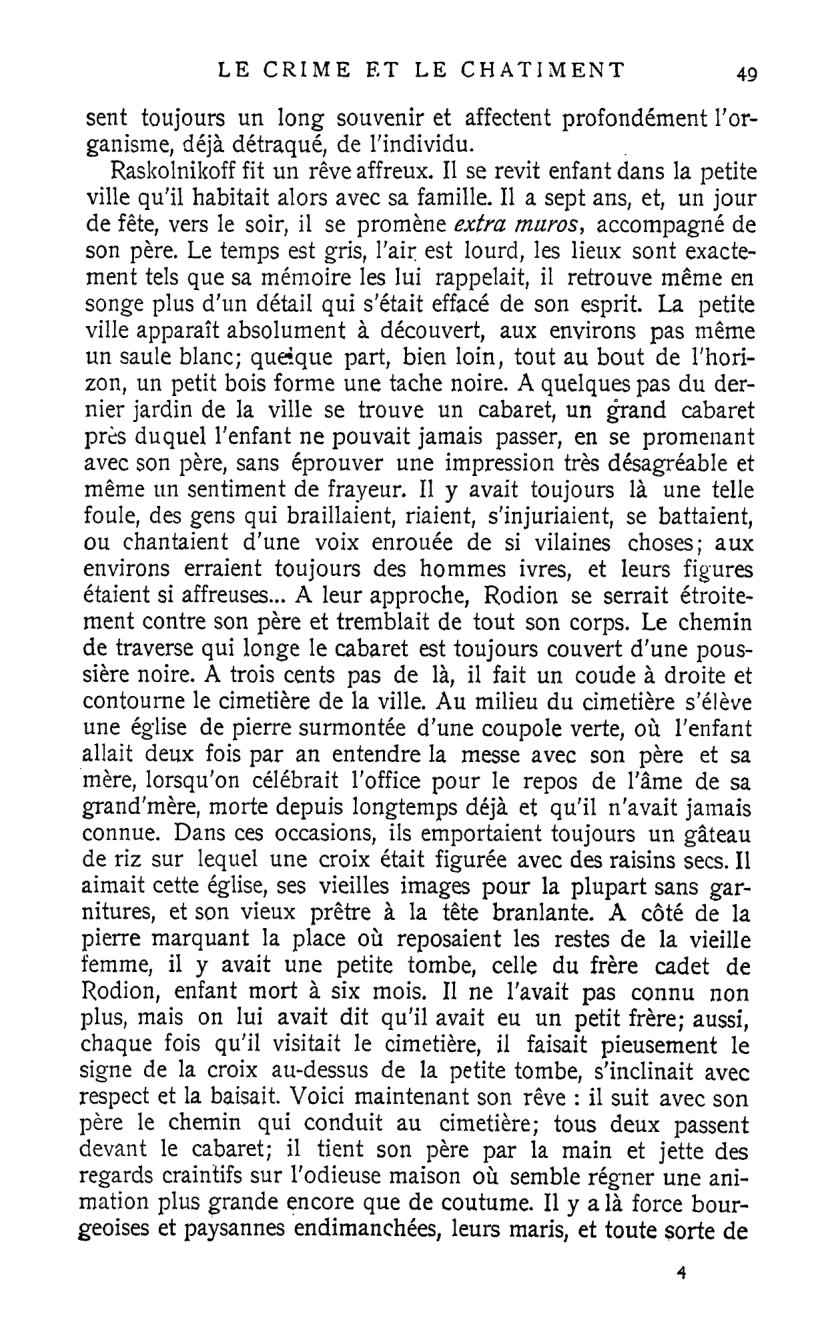 LE CRIME ET LE CHATIMENT 49
sent toujours un long souvenir et affectent profondément l'or-
ganisme, déjà détraqué, de l'individu.
Raskolnikoff fit un rêve affreux. Il se revit enfant dans la petite
ville qu'il habitait alors avec sa famille. Il a sept ans, et, un jour
de fête, vers le soir, il se promène extra muros, accompagné de
son père. Le temps est gris, l'air est lourd, les lieux sont exacte-
ment tels que sa mémoire les lui rappelait, il retrouve même en
songe plus d'un détail qui s'était effacé de son esprit. La petite
ville apparaît absolument à découvert, aux environs pas même
un saule blanc; quelque part, bien loin, tout au bout de l'hori-
zon, un petit bois forme une tache noire. A quelques pas du der-
nier jardin de la ville se trouve un cabaret, un grand cabaret
près duquel l'enfant ne pouvait jamais passer, en se promenant
avec son père, sans éprouver une impression très désagréable et
même un sentiment de frayeur. Il y avait toujours là une telle
foule, des gens qui braillaient, riaient, s'injuriaient, se battaient,
ou chantaient d'une voix enrouée de si vilaines choses; aux
environs erraient toujours des hommes ivres, et leurs figures
étaient si affreuses... A leur approche, Rodion se serrait étroite-
ment contre son père et tremblait de tout son corps. Le chemin
de traverse qui longe le cabaret est toujours couvert d'une pous-
sière noire. A trois cents pas de là, il fait un coude à droite et
contourne le cimetière de la ville. Au milieu du cimetière s'élève
une église de pierre surmontée d'une coupole verte, où l'enfant
allait deux fois par an entendre la messe avec son père et sa
mère, lorsqu'on célébrait l'office pour le repos de l'âme de sa
grand'mère, morte depuis longtemps déjà et qu'il n'avait jamais
connue. Dans ces occasions, ils emportaient toujours un gâteau
de riz sur lequel une croix était figurée avec des raisins secs. Il
aimait cette église, ses vieilles images pour la plupart sans gar-
nitures, et son vieux prêtre à la tête branlante. A côté de la
pierre marquant la place où reposaient les restes de la vieille
femme, il y avait une petite tombe, celle du frère cadet de
Rodion, enfant mort à six mois. Il ne l'avait pas connu non
plus, mais on lui avait dit qu'il avait eu un petit frère; aussi,
chaque fois qu'il visitait le cimetière, il faisait pieusement le
signe de la croix au-dessus de la petite tombe, s'inclinait avec
respect et la baisait. Voici maintenant son rêve : il suit avec son
père le chemin qui conduit au cimetière; tous deux passent
devant le cabaret; il tient son père par la main et jette des
regards craintifs sur l'odieuse maison où semble régner une ani-
mation plus grande encore que de coutume. Il y a là force bour-
geoises et paysannes endimanchées, leurs maris, et toute sorte de
4